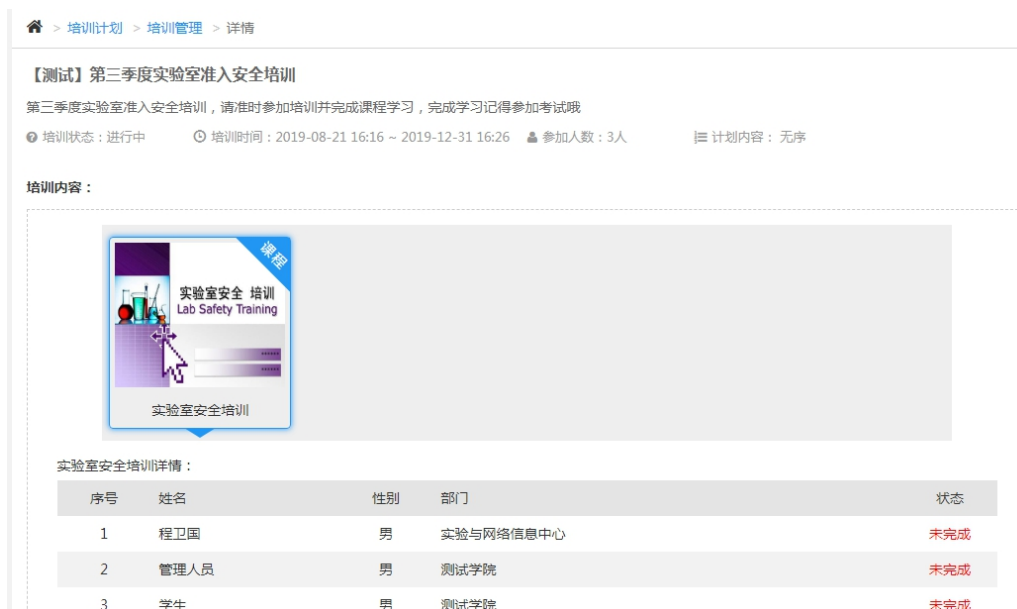 > 培训计划 > 培训管理 > 详情
【测试】第三季度实验室准入安全培训
第三季度实验室准入安全培训，请准时参加培训并完成课程学习，完成学习记得参加考试哦
培训状态：进行中 培训时间：2019-08-21 16:16 ~ 2019-12-31 16:26 参加人数：3人 计划内容： 无序
培训内容：
课程
实验室安全 培训
Lab Safety Training
实验室安全培训
实验室安全培训详情：
序号 姓名 性别 部门 状态
1 程卫国 男 实验与网络信息中心 未完成
2 管理人员 男 测试学院 未完成
3 学生 男 测试学院 未完成